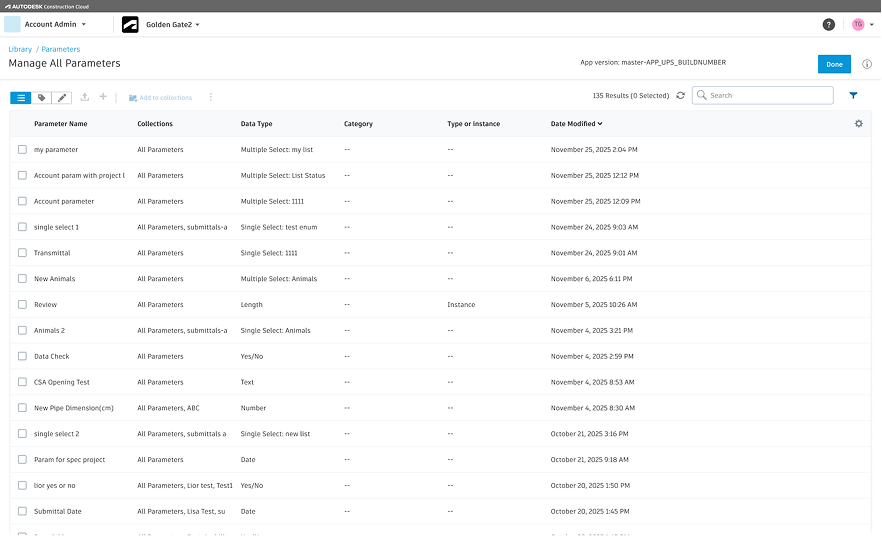 AUTODESK Construction Cloud
Account Admin Golden Gate2 ? TG
Library / Parameters
Manage All Parameters App version: master-APP_UPS_BUILDNUMBER Done
Add to collections 135 Results (0 Selected) Search
Parameter Name Collections Data Type Category Type or instance Date Modified
my parameter All Parameters Multiple Select: my list -- -- November 25, 2025 2:04 PM
Account param with project l All Parameters Multiple Select: List Status -- -- November 25, 2025 12:12 PM
Account parameter All Parameters Multiple Select: 1111 -- -- November 25, 2025 12:09 PM
single select 1 All Parameters, submittals-a Single Select: test enum -- -- November 24, 2025 9:03 AM
Transmittal All Parameters Single Select: 1111 -- -- November 24, 2025 9:01 AM
New Animals All Parameters Multiple Select: Animals -- -- November 6, 2025 6:11 PM
Review All Parameters Length -- Instance November 5, 2025 10:26 AM
Animals 2 All Parameters, submittals-a Single Select: Animals -- -- November 4, 2025 3:21 PM
Data Check All Parameters Yes/No -- -- November 4, 2025 2:59 PM
CSA Opening Test All Parameters Text -- -- November 4, 2025 8:53 AM
New Pipe Dimension(cm) All Parameters, ABC Number -- -- November 4, 2025 8:30 AM
single select 2 All Parameters, submittals a Single Select: new list -- -- October 21, 2025 3:16 PM
Param for spec project All Parameters Date -- -- October 21, 2025 9:18 AM
lior yes or no All Parameters, Lior test, Test1 Yes/No -- -- October 20, 2025 1:50 PM
Submittal Date All Parameters, Lisa Test, su Date -- -- October 20, 2025 1:45 PM